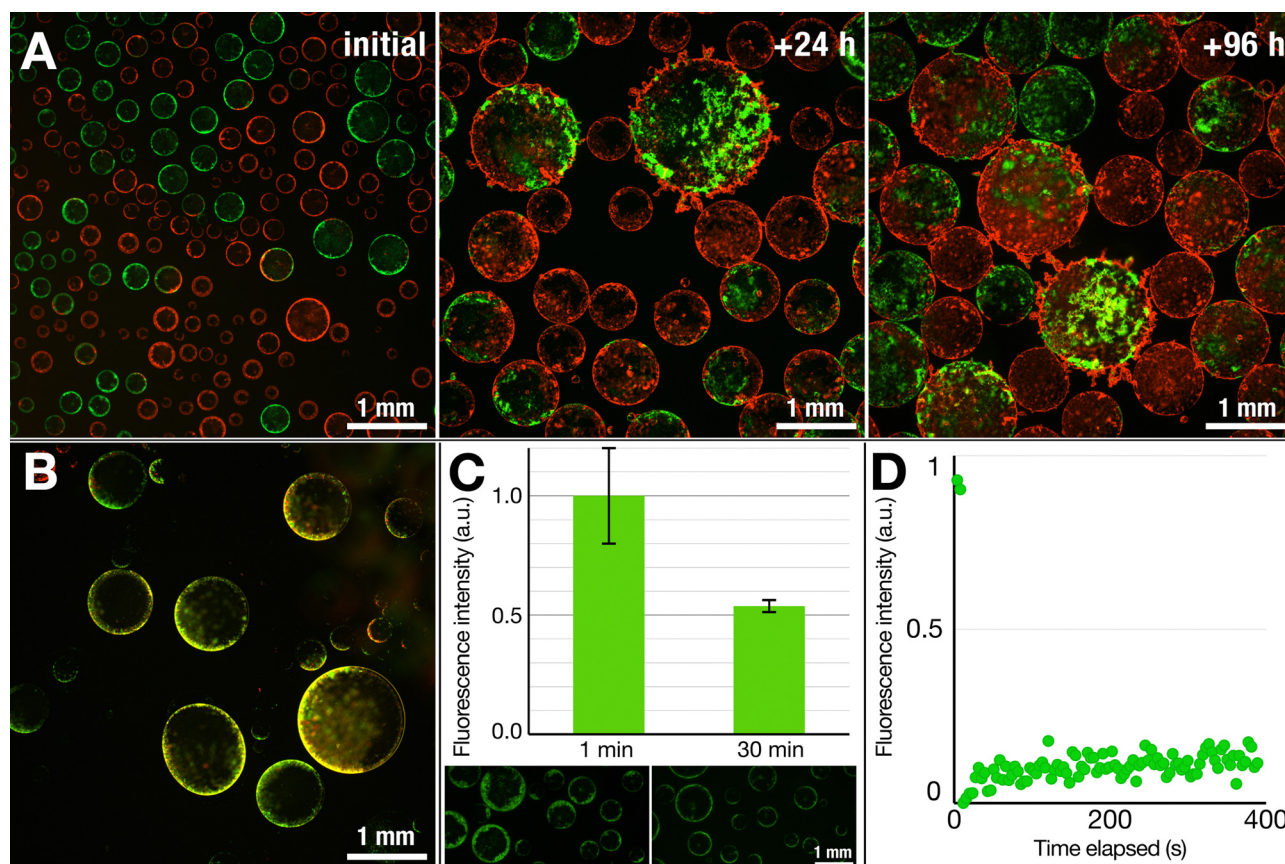 A
initial
1 mm
+24 h
1 mm
+96 h
1 mm
B
1 mm
C
Fluorescence intensity (a.u.)
1.0
0.5
0.0
1 min
30 min
1 mm
D
Fluorescence intensity (a.u.)
1
0.5
0
0
200
400
Time elapsed (s)